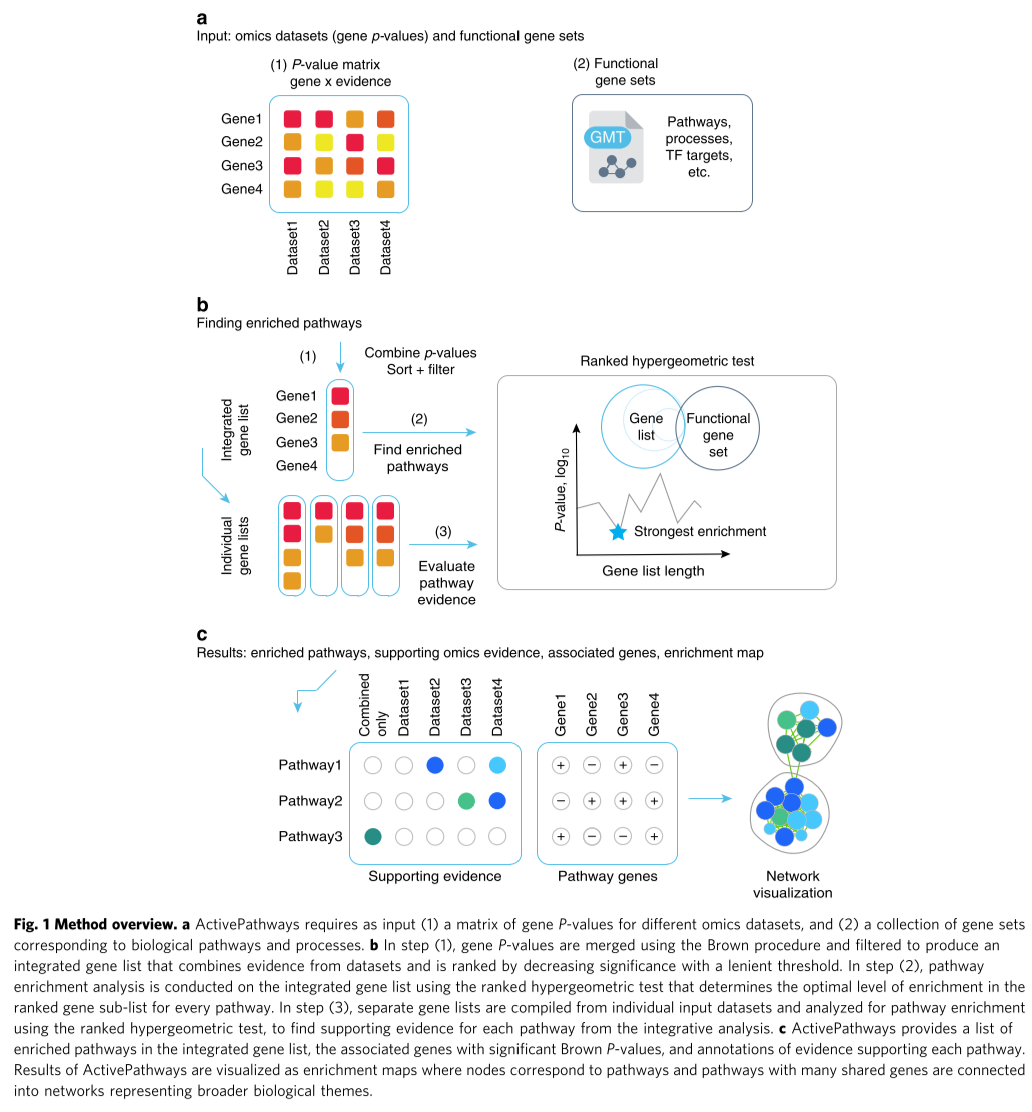 a
Input: omics datasets (gene p-values) and functional gene sets
(1) P-value matrix
gene x evidence
Gene1
Gene2
Gene3
Gene4
Dataset1
Dataset2
Dataset3
Dataset4
(2) Functional
gene sets
GMT
Pathways,
processes,
TF targets,
etc.
b
Finding enriched pathways
(1)
Combine p-values
Sort + filter
Integrated
gene list
Gene1
Gene2
Gene3
Gene4
(2)
Find enriched
pathways
Individual
gene lists
(3)
Evaluate
pathway
evidence
Ranked hypergeometric test
Gene
list
Functional
gene
set
P-value, log10
Strongest enrichment
Gene list length
c
Results: enriched pathways, supporting omics evidence, associated genes, enrichment map
Combined
only
Dataset1
Dataset2
Dataset3
Dataset4
Gene1
Gene2
Gene3
Gene4
Pathway1
+ − + −
Pathway2
− + + +
Pathway3
+ − − +
Supporting evidence
Pathway genes
Network
visualization
Fig. 1 Method overview. a ActivePathways requires as input (1) a matrix of gene P-values for different omics datasets, and (2) a collection of gene sets
corresponding to biological pathways and processes. b In step (1), gene P-values are merged using the Brown procedure and filtered to produce an
integrated gene list that combines evidence from datasets and is ranked by decreasing significance with a lenient threshold. In step (2), pathway
enrichment analysis is conducted on the integrated gene list using the ranked hypergeometric test that determines the optimal level of enrichment in the
ranked gene sub-list for every pathway. In step (3), separate gene lists are compiled from individual input datasets and analyzed for pathway enrichment
using the ranked hypergeometric test, to find supporting evidence for each pathway from the integrative analysis. c ActivePathways provides a list of
enriched pathways in the integrated gene list, the associated genes with significant Brown P-values, and annotations of evidence supporting each pathway.
Results of ActivePathways are visualized as enrichment maps where nodes correspond to pathways and pathways with many shared genes are connected
into networks representing broader biological themes.